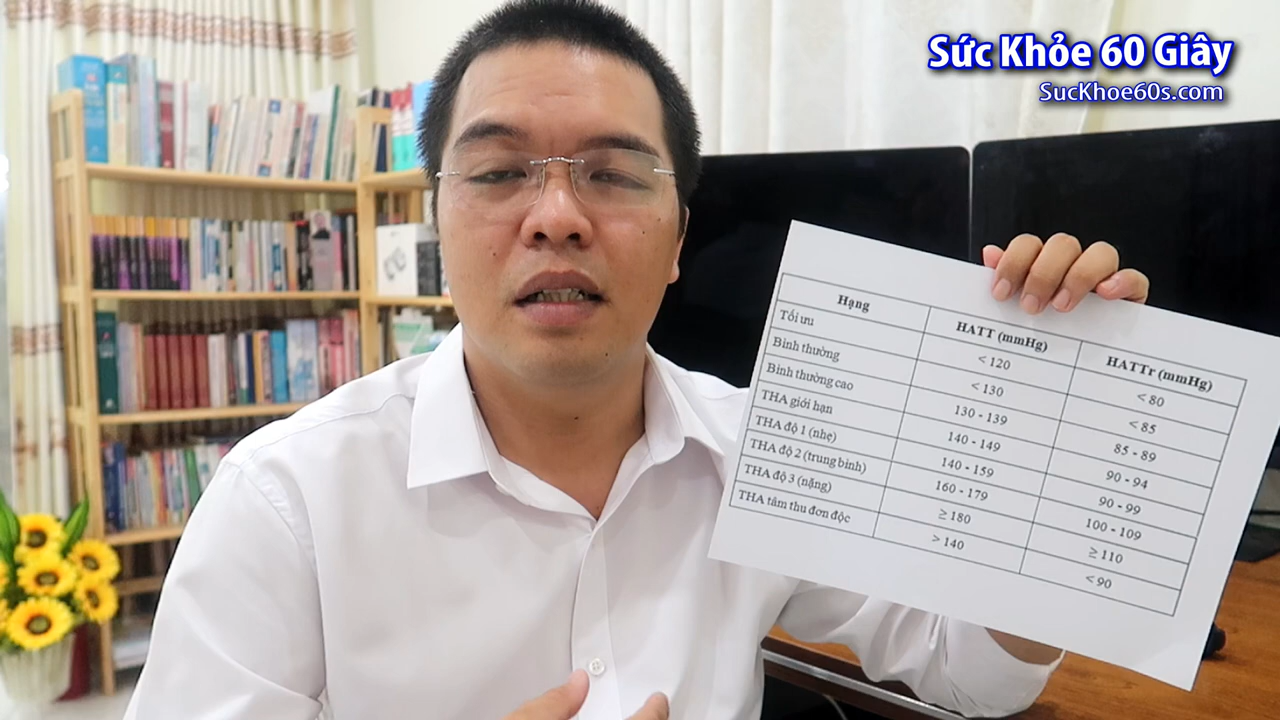 Sức Khỏe 60 Giây
SucKhoe60s.com
Hạng HATT (mmHg) HATTr (mmHg)
Tối ưu < 120 < 80
Bình thường < 130 < 85
Bình thường cao 130 - 139 85 - 89
THA giới hạn 140 - 149 90 - 94
THA độ 1 (nhẹ) 140 - 159 90 - 99
THA độ 2 (trung bình) 160 - 179 100 - 109
THA độ 3 (nặng) ≥ 180 ≥ 110
THA tâm thu đơn độc > 140 < 90